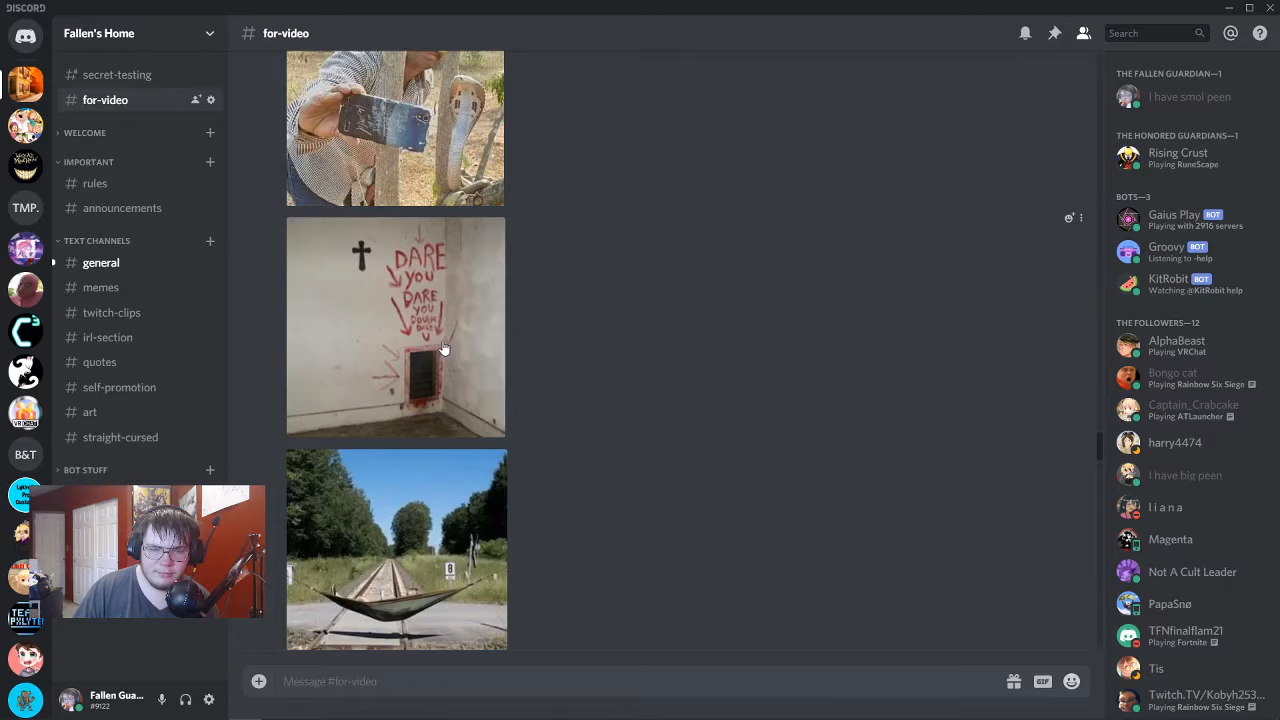 DISCORD
Fallen's Home
for-video
Search
secret-testing
for-video
WELCOME
IMPORTANT
rules
announcements
TEXT CHANNELS
general
memes
twitch-clips
irl-section
quotes
self-promotion
art
straight-cursed
BOT STUFF
TMP.
B&T
Fallen Gua...
#9122
DARE
YOU
DARE
YOU
DOUBLE
DARE
U
8
Message #for-video
GIF
THE FALLEN GUARDIAN—1
I have smol peen
THE HONORED GUARDIANS—1
Rising Crust
Playing RuneScape
BOTS—3
Gaius Play BOT
Playing with 2916 servers
Groovy BOT
Listening to -help
KitRobit BOT
Watching @KitRobit help
THE FOLLOWERS—12
AlphaBeast
Playing VRChat
Bongo cat
Playing Rainbow Six Siege
Captain_Crabcake
Playing ATLauncher
harry4474
I have big peen
l i a n a
Magenta
Not A Cult Leader
PapaSnø
TFNfinalflam21
Playing Fortnite
Tis
Twitch.TV/Kobyh253...
Playing Rainbow Six Siege